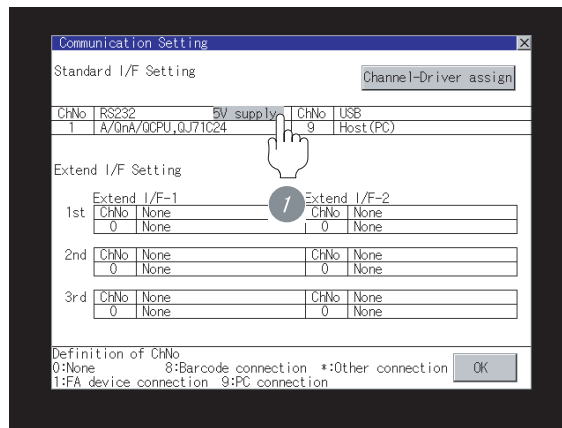 Communication Setting ×
Standard I/F Setting
Channel-Driver assign
ChNo RS232 5V supply ChNo USB
1 A/QnA/QCPU,QJ71C24 9 Host(PC)
Extend I/F Setting
Extend I/F-1 Extend I/F-2
1
1st ChNo None ChNo None
0 None 0 None
2nd ChNo None ChNo None
0 None 0 None
3rd ChNo None ChNo None
0 None 0 None
Definition of ChNo
0:None 8:Barcode connection *:Other connection OK
1:FA device connection 9:PC connection